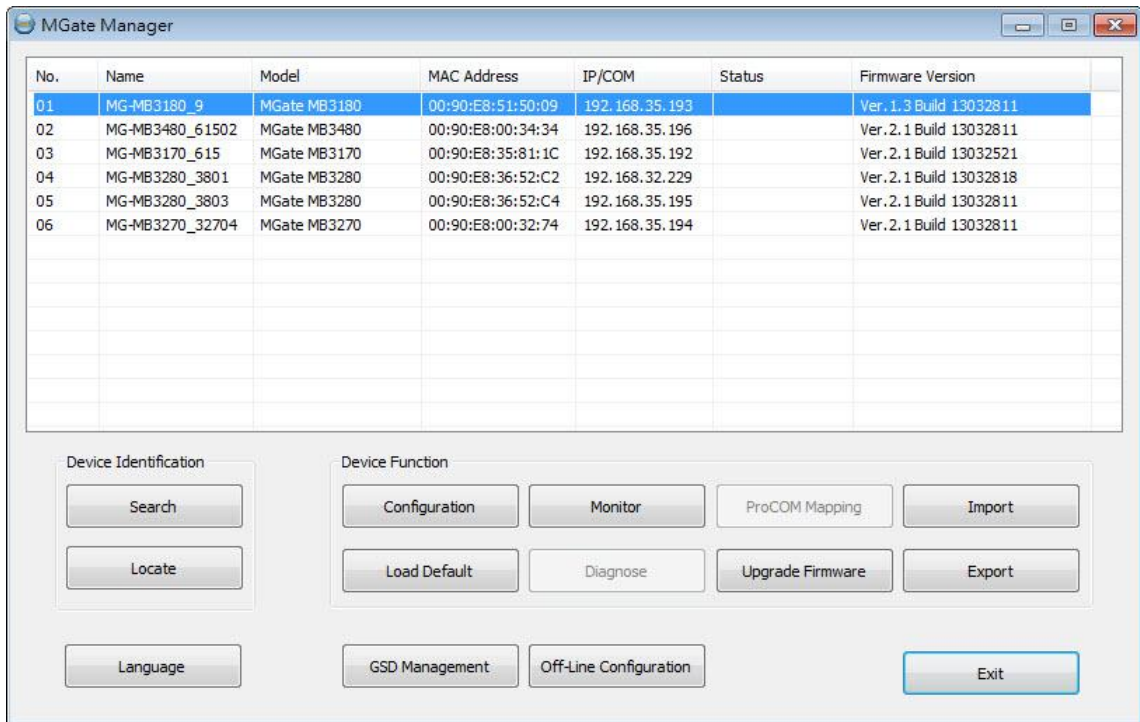 MGate Manager
No. Name Model MAC Address IP/COM Status Firmware Version
01 MG-MB3180_9 MGate MB3180 00:90:E8:51:50:09 192.168.35.193 Ver.1.3 Build 13032811
02 MG-MB3480_61502 MGate MB3480 00:90:E8:00:34:34 192.168.35.196 Ver.2.1 Build 13032811
03 MG-MB3170_615 MGate MB3170 00:90:E8:35:81:1C 192.168.35.192 Ver.2.1 Build 13032521
04 MG-MB3280_3801 MGate MB3280 00:90:E8:36:52:C2 192.168.32.229 Ver.2.1 Build 13032818
05 MG-MB3280_3803 MGate MB3280 00:90:E8:36:52:C4 192.168.35.195 Ver.2.1 Build 13032811
06 MG-MB3270_32704 MGate MB3270 00:90:E8:00:32:74 192.168.35.194 Ver.2.1 Build 13032811
Device Identification Device Function
Search Configuration Monitor ProCOM Mapping Import
Locate Load Default Diagnose Upgrade Firmware Export
Language GSD Management Off-Line Configuration Exit